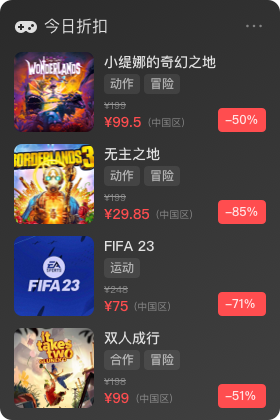 今日折扣
WONDERLANDS
小缇娜的奇幻之地
动作 冒险
¥199
¥99.5 (中国区)
-50%
BORDERLANDS 3
无主之地
动作 冒险
¥199
¥29.85 (中国区)
-85%
EA SPORTS
FIFA 23
FIFA 23
运动
¥248
¥75 (中国区)
-71%
it takes TWO
双人成行
合作 冒险
¥198
¥99 (中国区)
-51%